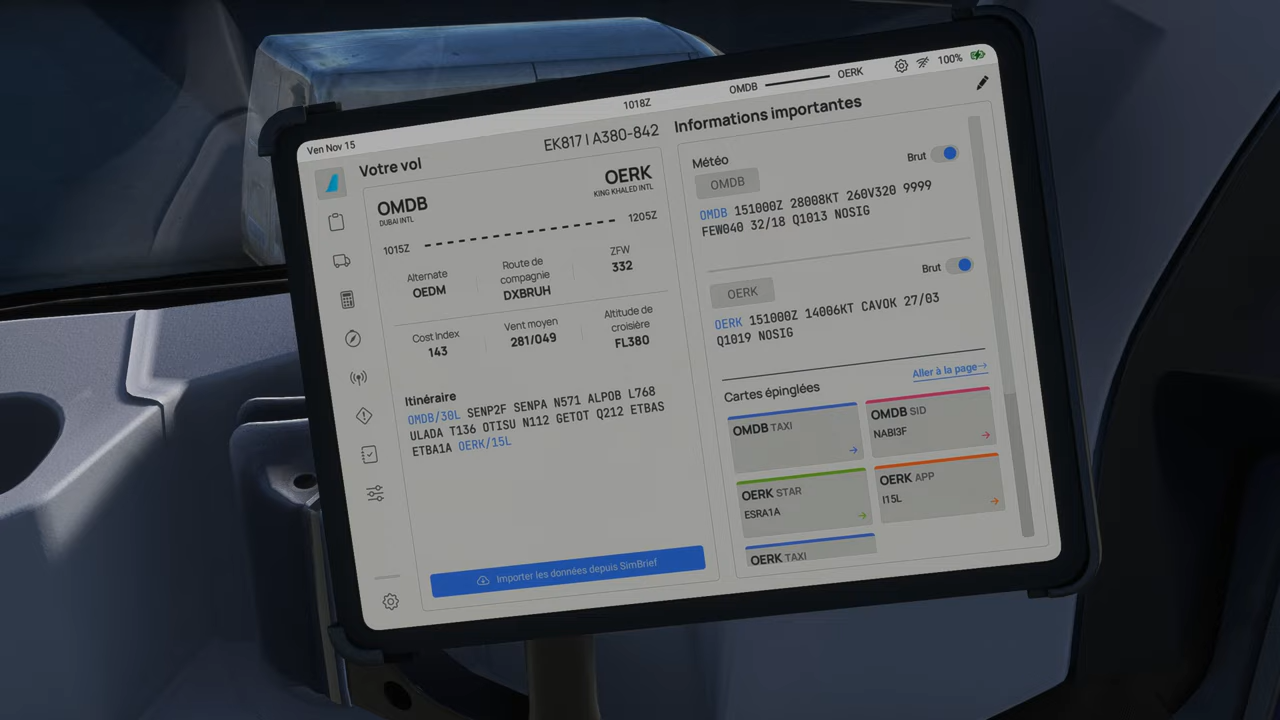 Ven Nov 15
1018Z
OMDB
OERK
100%
Votre vol
EK817 | A380-842
OMDB
DUBAI INTL
OERK
KING KHALED INTL
1015Z
1205Z
Alternate
OEDM
Route de
compagnie
DXBRUH
ZFW
332
Cost index
143
Vent moyen
281/049
Altitude de
croisière
FL380
Itinéraire
OMDB/30L SENP2F SENPA N571 ALPOB L768
ULADA T136 OTISU N112 GETOT Q212 ETBAS
ETBA1A OERK/15L
Importer les données depuis SimBrief
Informations importantes
Météo
Brut
OMDB
OMDB 151000Z 28008KT 260V320 9999
FEW040 32/18 Q1013 NOSIG
Brut
OERK
OERK 151000Z 14006KT CAVOK 27/03
Q1019 NOSIG
Cartes épinglées
Aller à la page
OMDB TAXI
OMDB SID
NABI3F
OERK STAR
ESRA1A
OERK APP
I15L
OERK TAXI